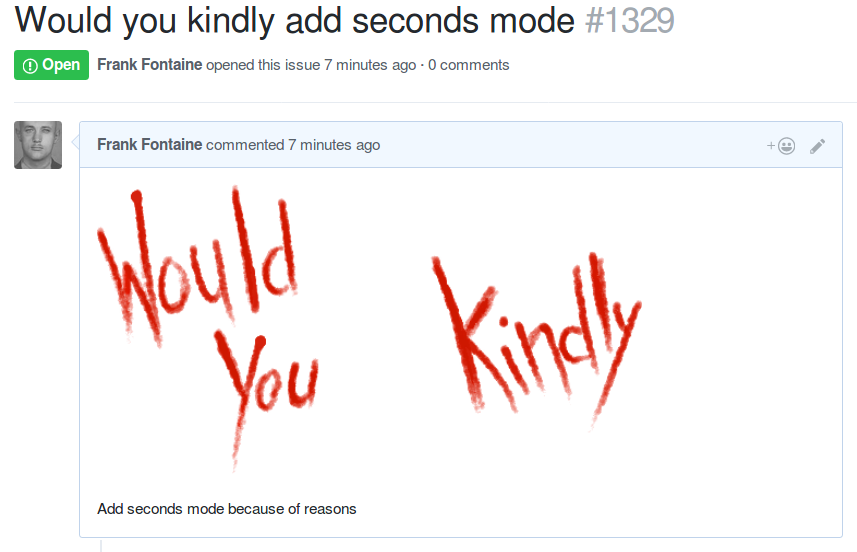 Would you kindly add seconds mode #1329
Open Frank Fontaine opened this issue 7 minutes ago · 0 comments
Frank Fontaine commented 7 minutes ago
Would
You
Kindly
Add seconds mode because of reasons